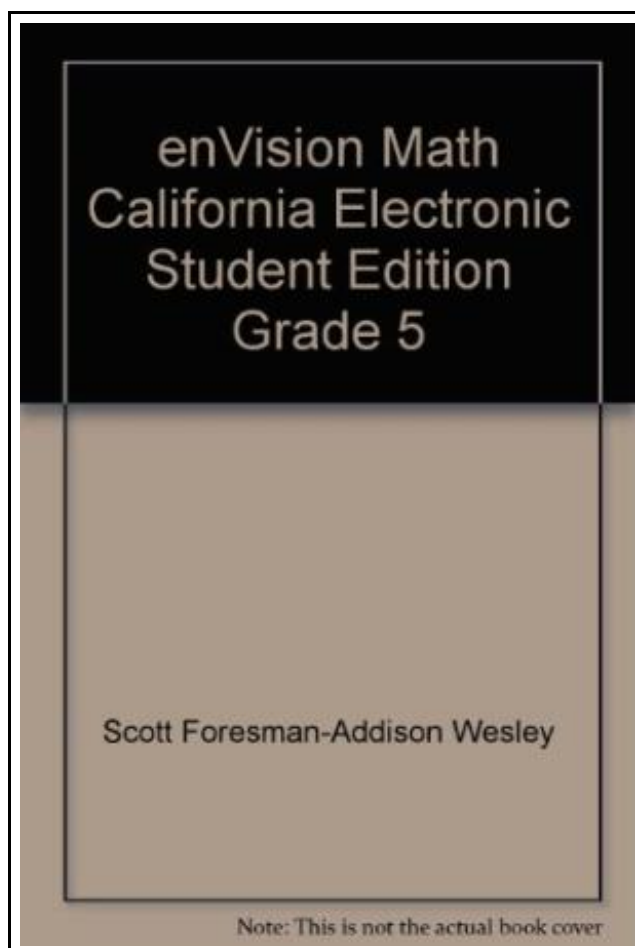 enVision Math
California Electronic
Student Edition
Grade 5
Scott Foresman-Addison Wesley
Note: This is not the actual book cover